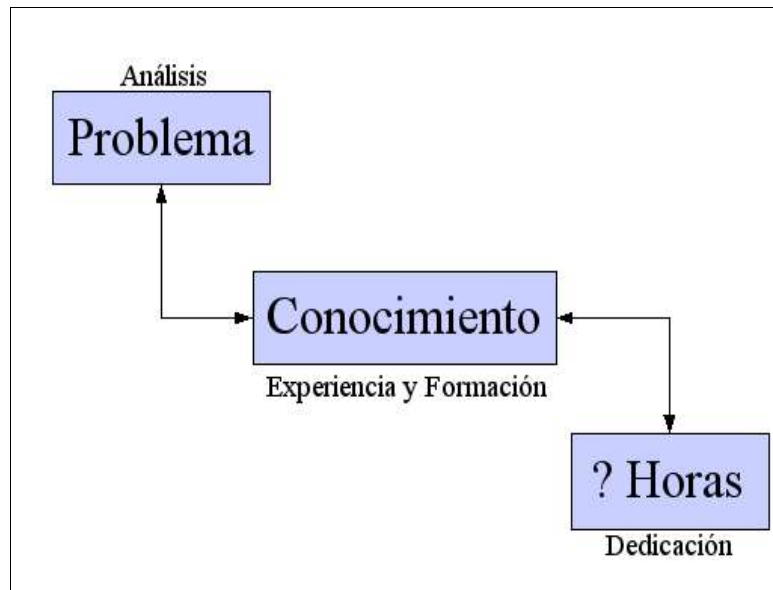 Análisis
Problema
Conocimiento
Experiencia y Formación
? Horas
Dedicación